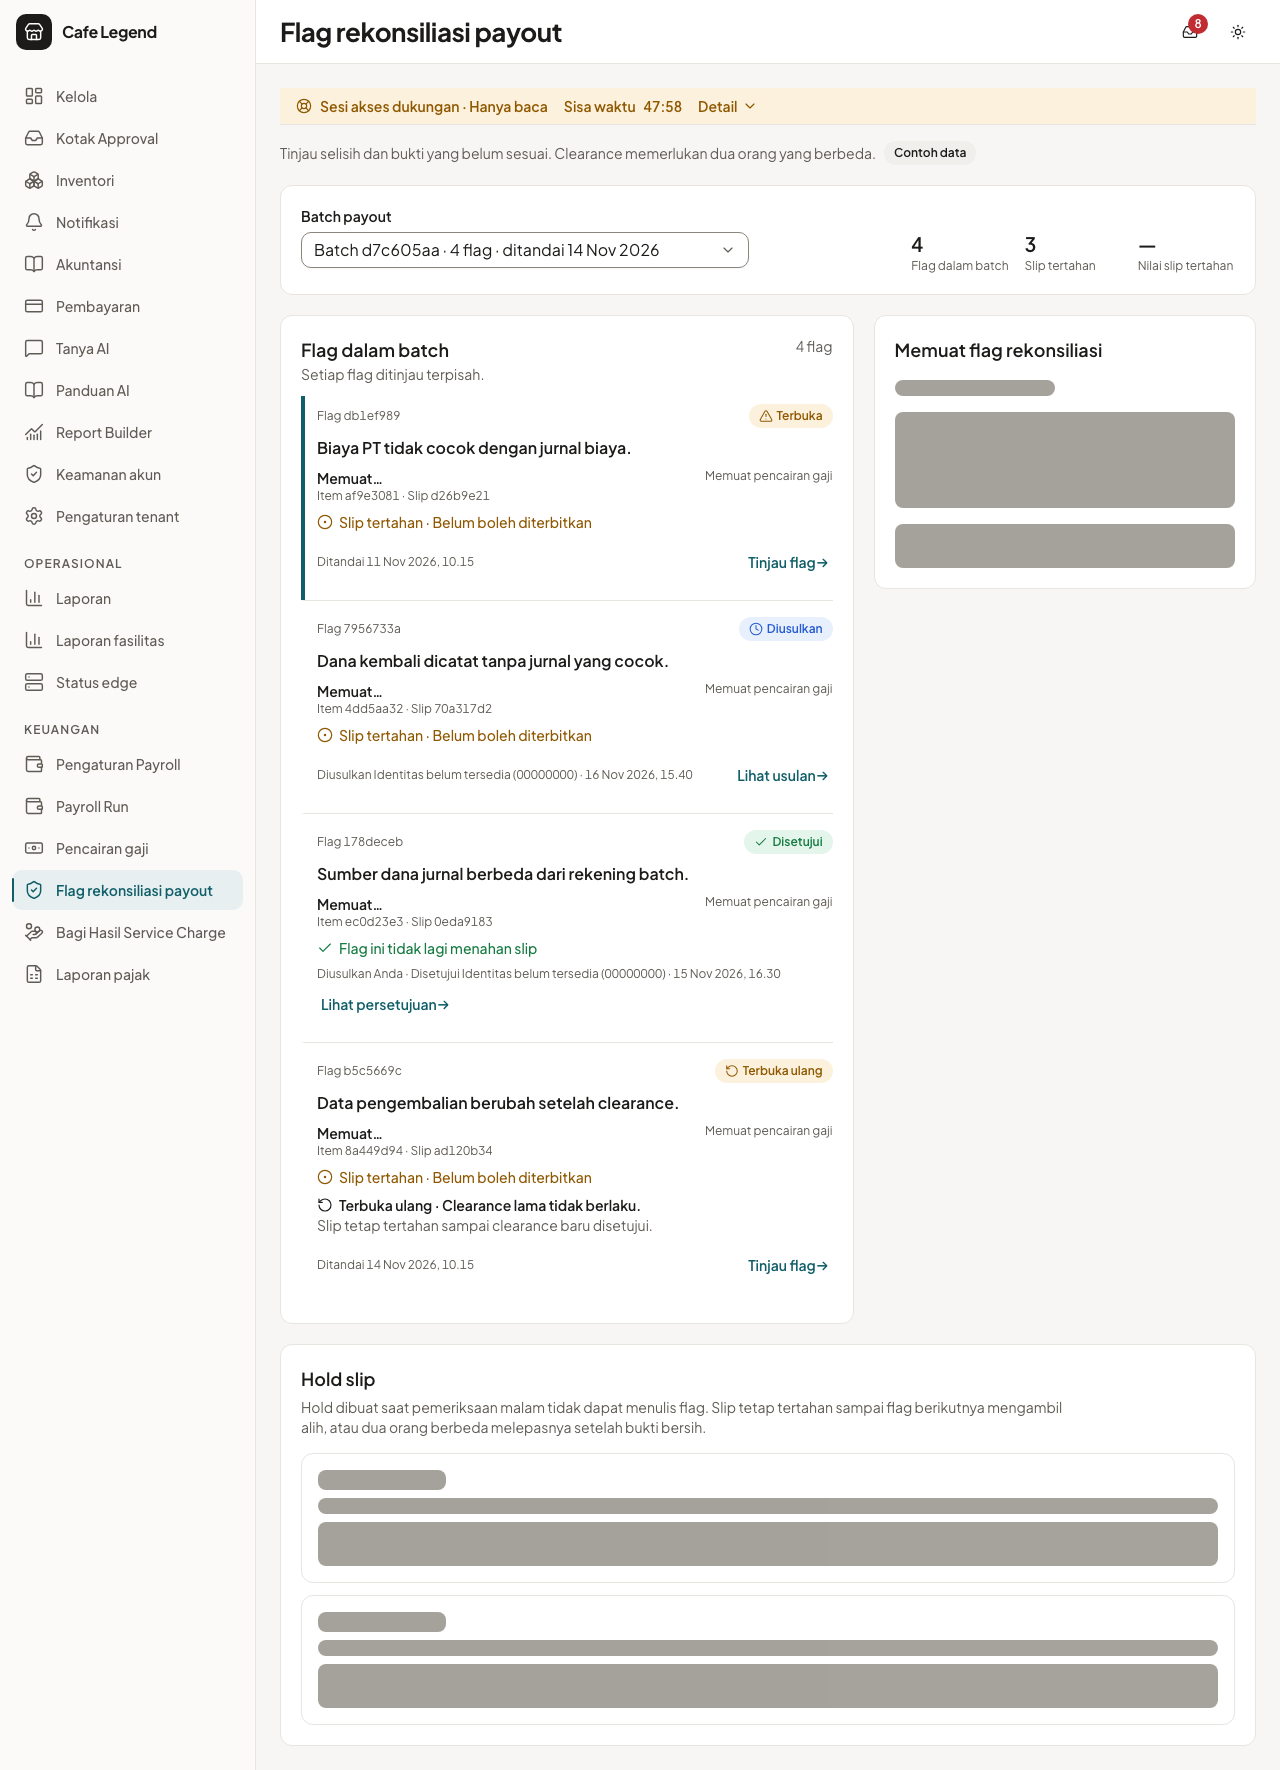 Cafe Legend
Kelola
Kotak Approval
Inventori
Notifikasi
Akuntansi
Pembayaran
Tanya AI
Panduan AI
Report Builder
Keamanan akun
Pengaturan tenant
OPERASIONAL
Laporan
Laporan fasilitas
Status edge
KEUANGAN
Pengaturan Payroll
Payroll Run
Pencairan gaji
Flag rekonsiliasi payout
Bagi Hasil Service Charge
Laporan pajak
Flag rekonsiliasi payout
8
Sesi akses dukungan · Hanya baca Sisa waktu 47:58 Detail
Tinjau selisih dan bukti yang belum sesuai. Clearance memerlukan dua orang yang berbeda. Contoh data
Batch payout
Batch d7c605aa · 4 flag · ditandai 14 Nov 2026
4 3 —
Flag dalam batch Slip tertahan Nilai slip tertahan
Flag dalam batch 4 flag
Setiap flag ditinjau terpisah.
Flag db1ef989 Terbuka
Biaya PT tidak cocok dengan jurnal biaya.
Memuat… Memuat pencairan gaji
Item af9e3081 · Slip d26b9e21
Slip tertahan · Belum boleh diterbitkan
Ditandai 11 Nov 2026, 10.15 Tinjau flag→
Flag 7956733a Diusulkan
Dana kembali dicatat tanpa jurnal yang cocok.
Memuat… Memuat pencairan gaji
Item 4dd5aa32 · Slip 70a317d2
Slip tertahan · Belum boleh diterbitkan
Diusulkan Identitas belum tersedia (00000000) · 16 Nov 2026, 15.40 Lihat usulan→
Flag 178deceb Disetujui
Sumber dana jurnal berbeda dari rekening batch.
Memuat… Memuat pencairan gaji
Item ec0d23e3 · Slip 0eda9183
Flag ini tidak lagi menahan slip
Diusulkan Anda · Disetujui Identitas belum tersedia (00000000) · 15 Nov 2026, 16.30
Lihat persetujuan→
Flag b5c5669c Terbuka ulang
Data pengembalian berubah setelah clearance.
Memuat… Memuat pencairan gaji
Item 8a449d94 · Slip ad120b34
Slip tertahan · Belum boleh diterbitkan
Terbuka ulang · Clearance lama tidak berlaku.
Slip tetap tertahan sampai clearance baru disetujui.
Ditandai 14 Nov 2026, 10.15 Tinjau flag→
Memuat flag rekonsiliasi
Hold slip
Hold dibuat saat pemeriksaan malam tidak dapat menulis flag. Slip tetap tertahan sampai flag berikutnya mengambil
alih, atau dua orang berbeda melepasnya setelah bukti bersih.